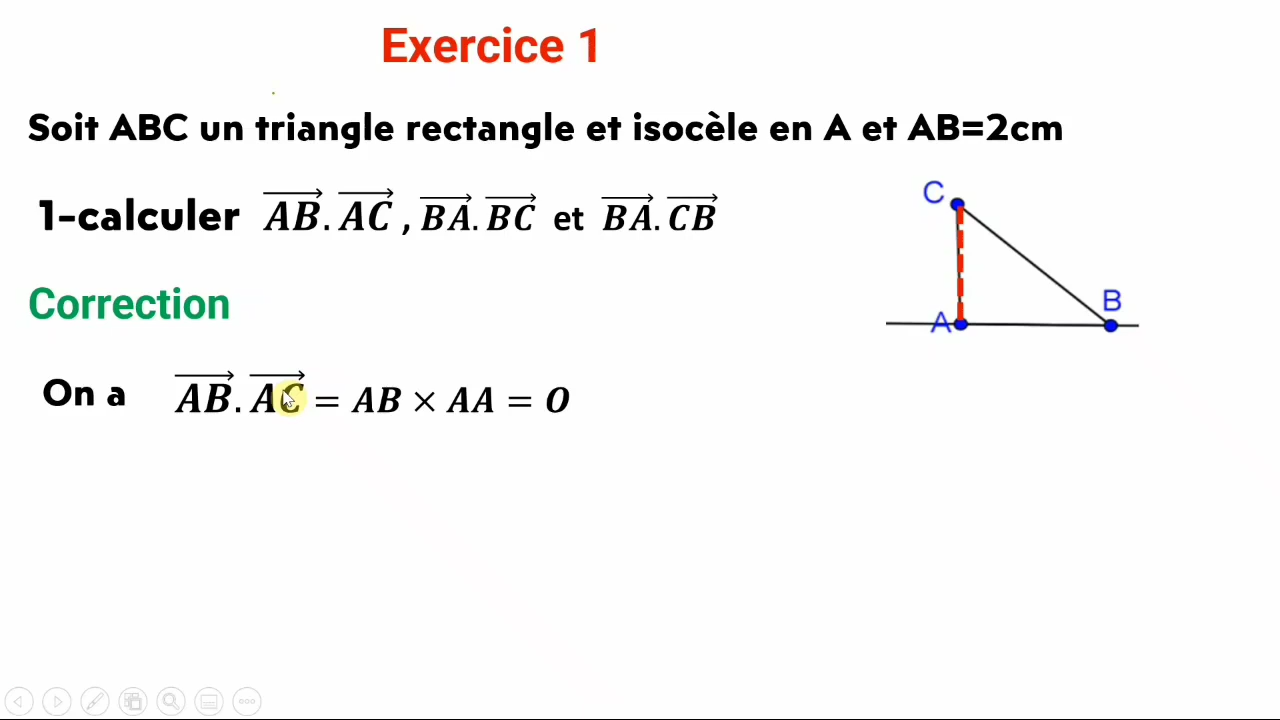 Exercice 1
Soit ABC un triangle rectangle et isocèle en A et AB=2cm
1-calculer $\overrightarrow{AB}.\overrightarrow{AC}$ , $\overrightarrow{BA}.\overrightarrow{BC}$ et $\overrightarrow{BA}.\overrightarrow{CB}$
C
B
A
Correction
On a $\overrightarrow{AB}.\overrightarrow{AC} = AB \times AA = O$